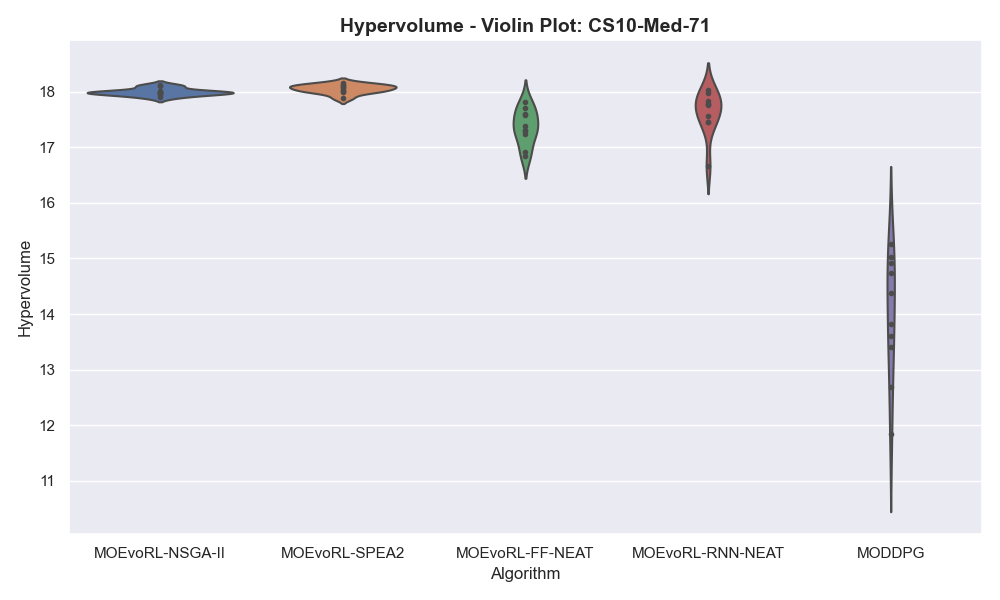 Hypervolume - Violin Plot: CS10-Med-71
Hypervolume
18
17
16
15
14
13
12
11
MOEvoRL-NSGA-II
MOEvoRL-SPEA2
MOEvoRL-FF-NEAT
MOEvoRL-RNN-NEAT
MODDPG
Algorithm